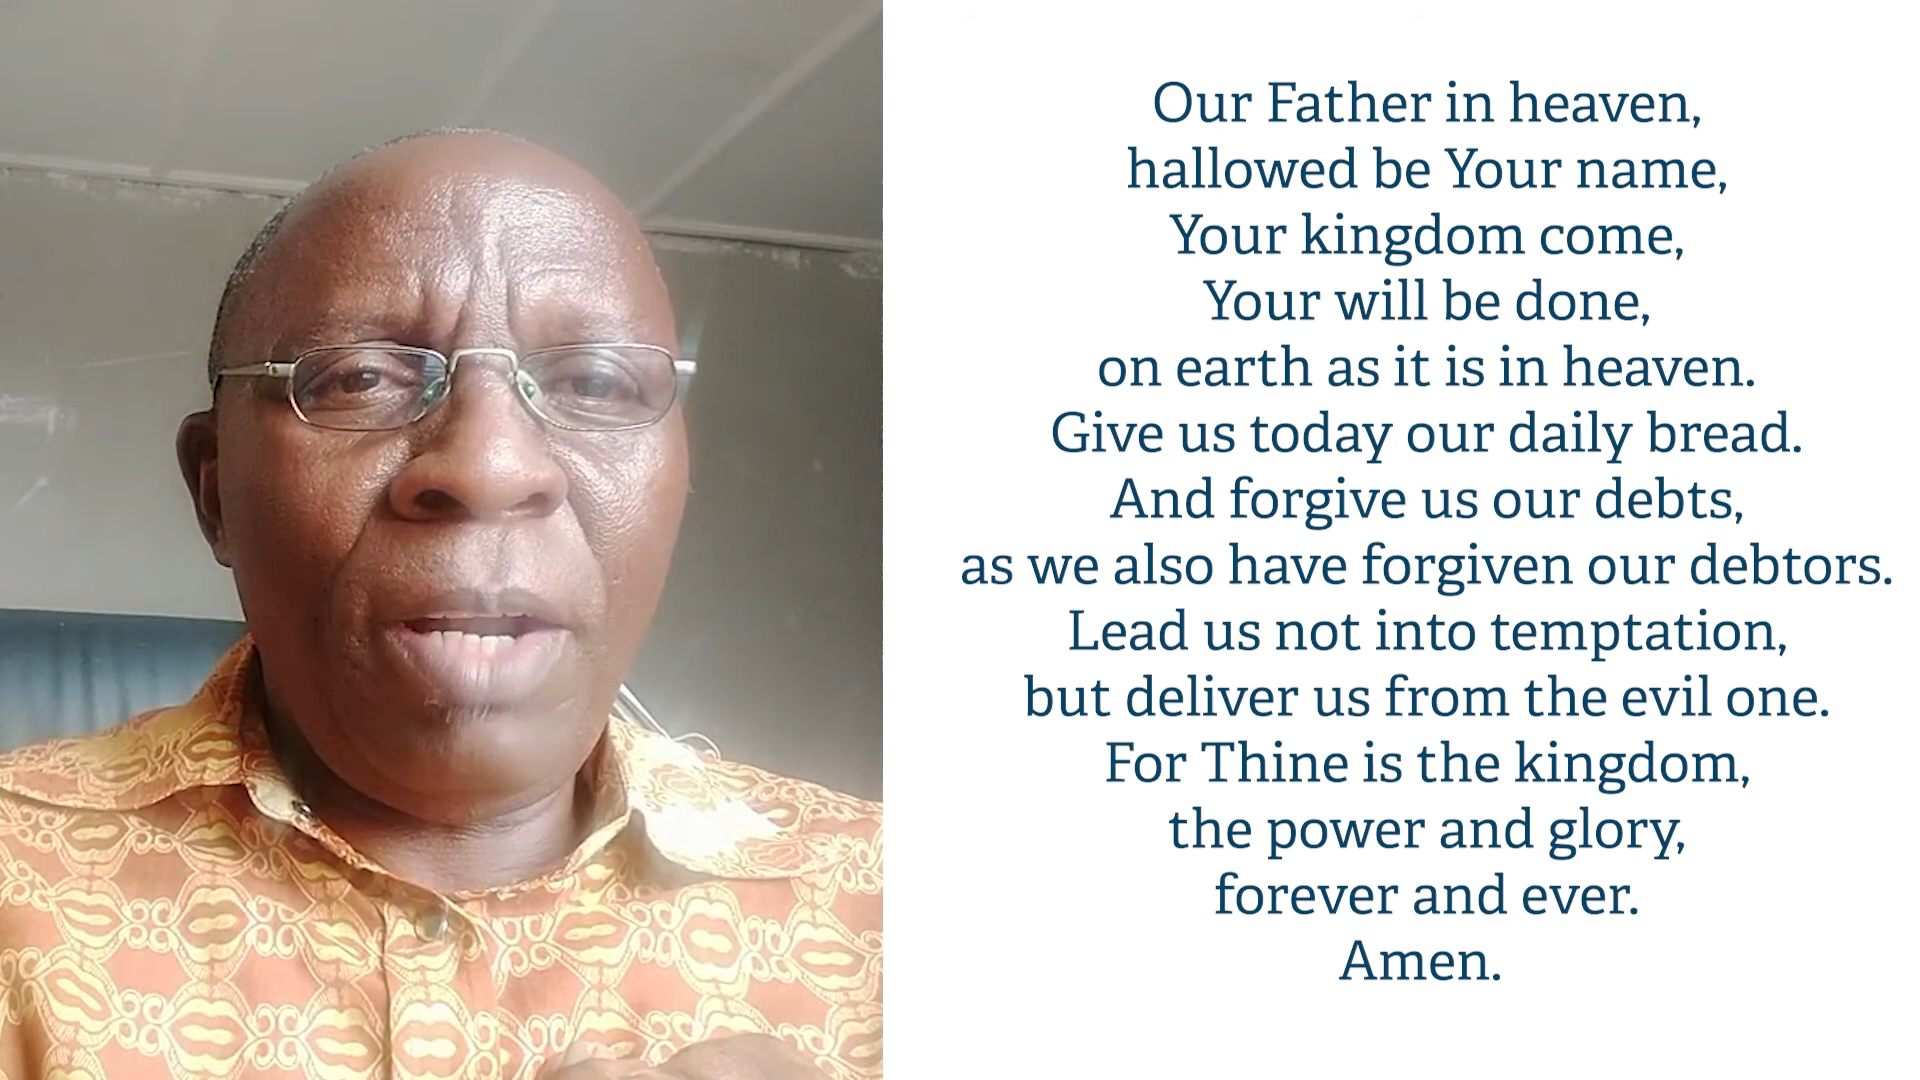 Our Father in heaven,
hallowed be Your name,
Your kingdom come,
Your will be done,
on earth as it is in heaven.
Give us today our daily bread.
And forgive us our debts,
as we also have forgiven our debtors.
Lead us not into temptation,
but deliver us from the evil one.
For Thine is the kingdom,
the power and glory,
forever and ever.
Amen.